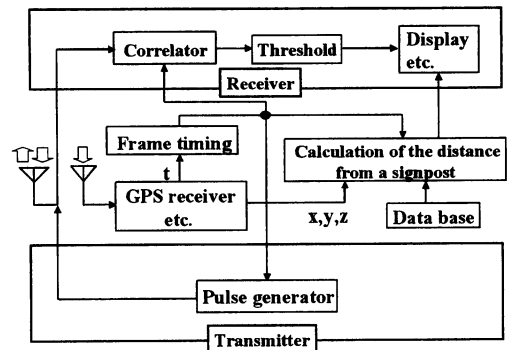 Correlator
Threshold
Display
etc.
Receiver
Frame timing
t
GPS receiver
etc.
x,y,z
Calculation of the distance
from a signpost
Data base
Pulse generator
Transmitter